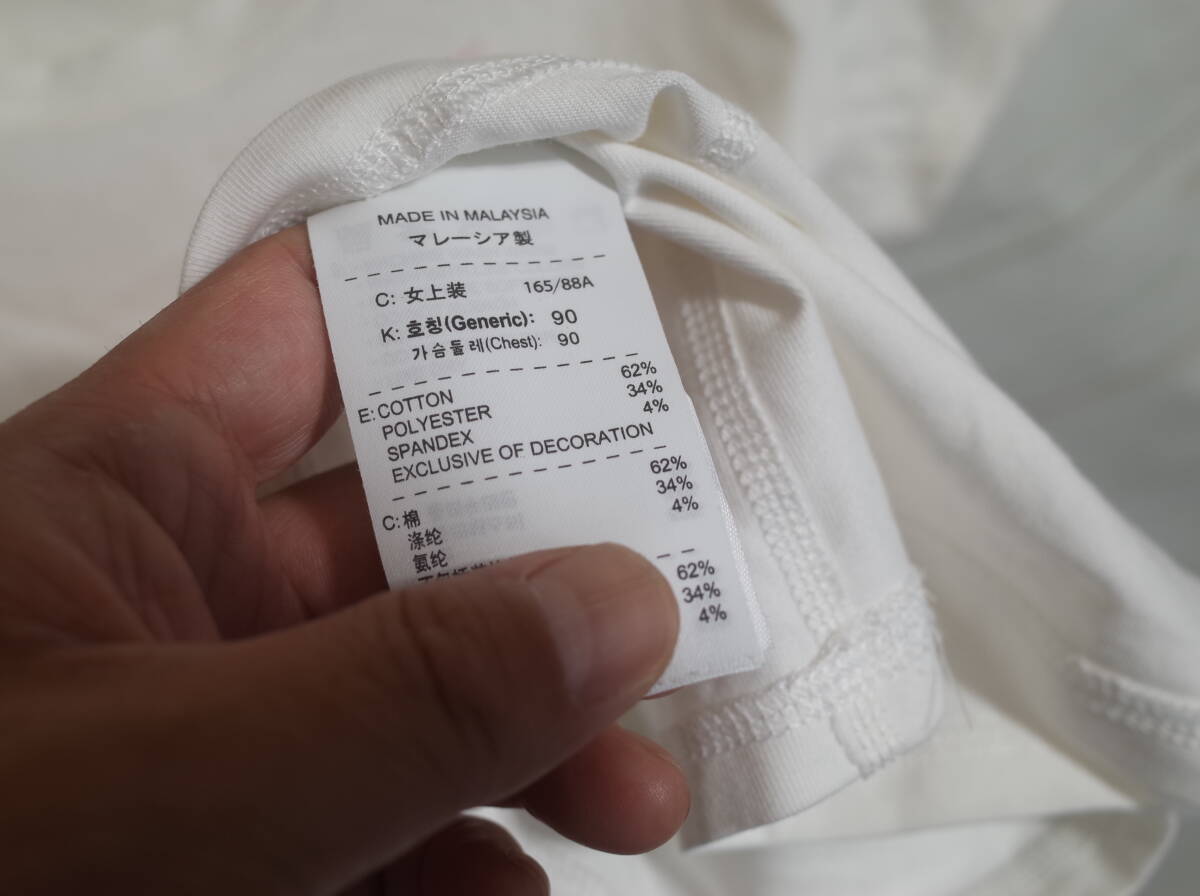 MADE IN MALAYSIA
マレーシア製
C: 女上装 165/88A
K: 호칭(Generic): 90
가슴둘레(Chest): 90
E: COTTON 62%
POLYESTER 34%
SPANDEX 4%
EXCLUSIVE OF DECORATION
C: 棉 62%
涤纶 34%
氨纶 4%
62%
34%
4%